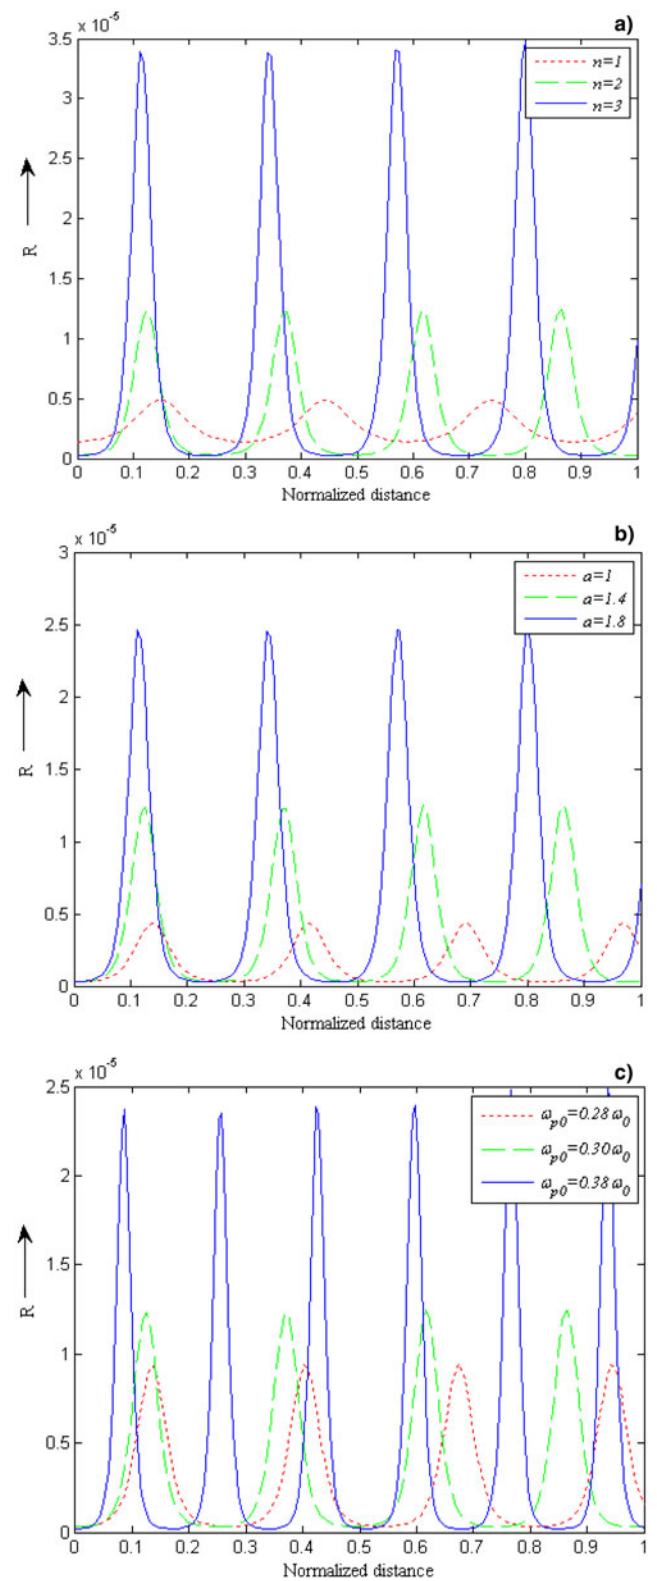 a)
x 10⁻⁵
3.5
3
2.5
2
1.5
1
0.5
0
R
n=1
n=2
n=3
0 0.1 0.2 0.3 0.4 0.5 0.6 0.7 0.8 0.9 1
Normalized distance
b)
x 10⁻⁵
3
2.5
2
1.5
1
0.5
0
R
a=1
a=1.4
a=1.8
0 0.1 0.2 0.3 0.4 0.5 0.6 0.7 0.8 0.9 1
Normalized distance
c)
x 10⁻⁵
2.5
2
1.5
1
0.5
0
R
ω_p0=0.28ω_0
ω_p0=0.30ω_0
ω_p0=0.38ω_0
0 0.1 0.2 0.3 0.4 0.5 0.6 0.7 0.8 0.9 1
Normalized distance